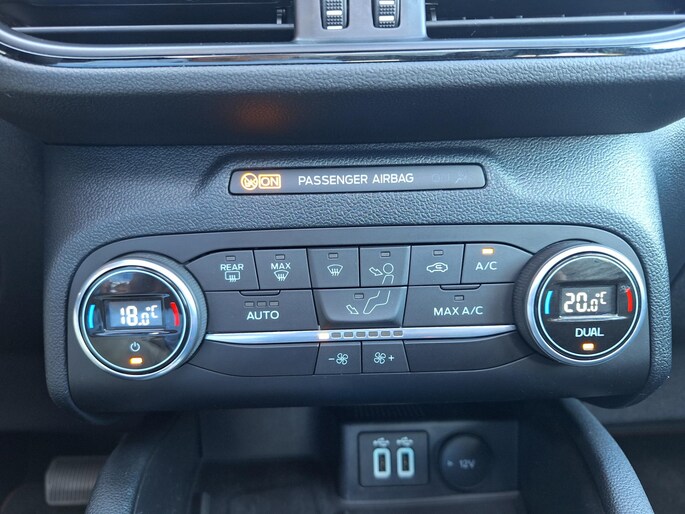 ON PASSENGER AIRBAG
REAR MAX A/C
18.0°C AUTO MAX A/C 20.0°C
DUAL
- +
12V